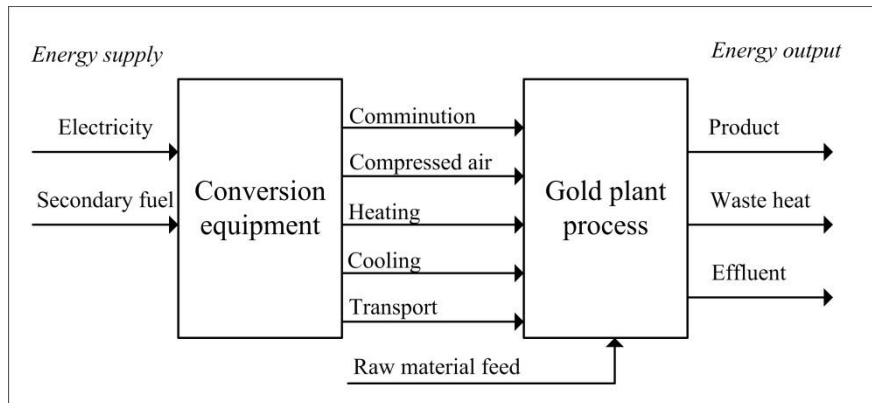 Energy supply
Energy output
Electricity
Secondary fuel
Conversion
equipment
Comminution
Compressed air
Heating
Cooling
Transport
Raw material feed
Gold plant
process
Product
Waste heat
Effluent